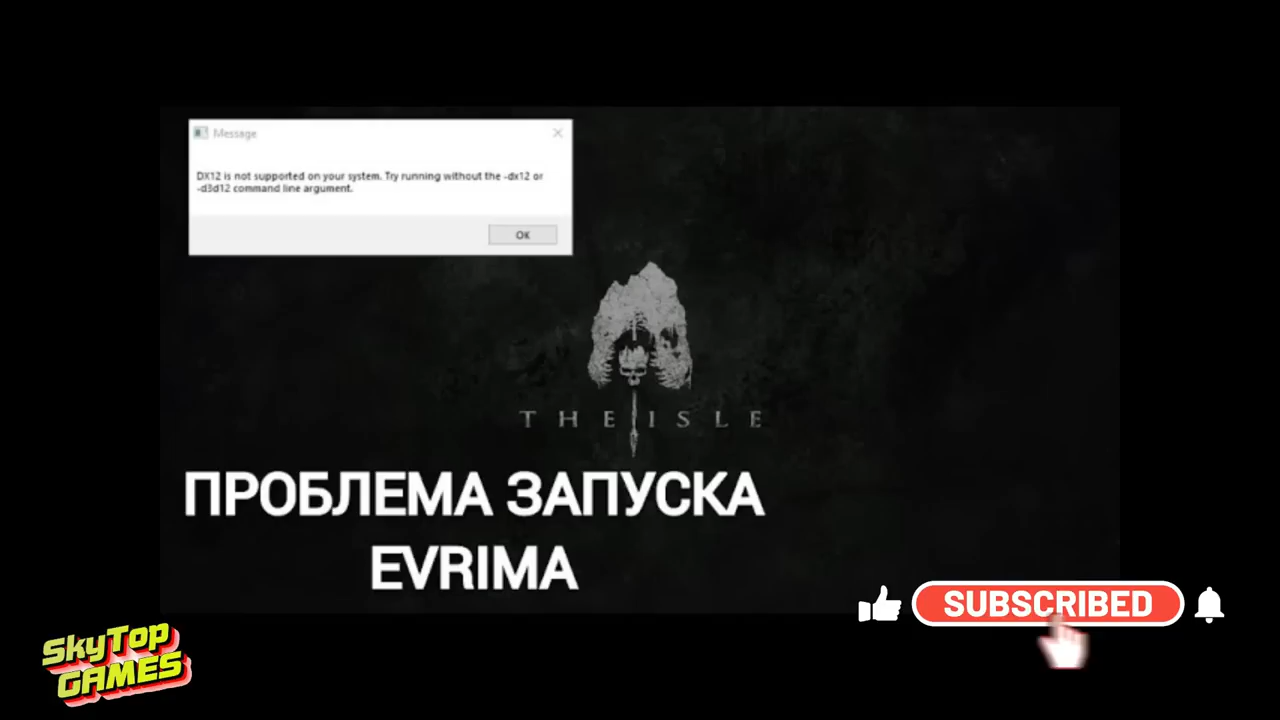 Message
DX12 is not supported on your system. Try running without the -dx12 or
-d3d12 command line argument.
OK
THE ISLE
ПРОБЛЕМА ЗАПУСКА
EVRIMA
SUBSCRIBED
SkyTop
GAMES